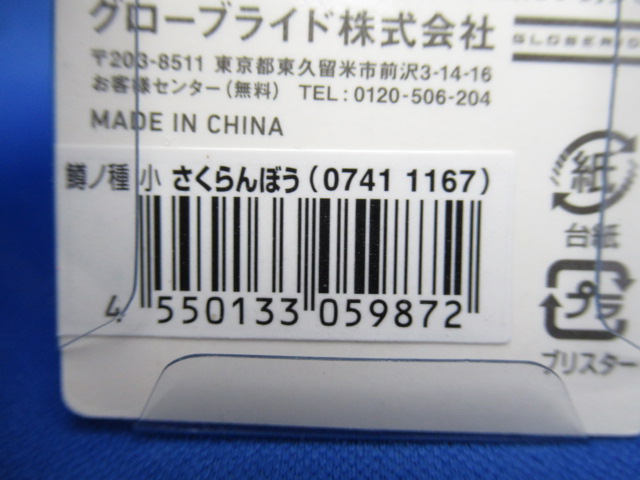 グローブライド株式会社
〒203-8511 東京都東久留米市前沢3-14-16
お客様センター(無料) TEL:0120-506-204
MADE IN CHINA
鱒ノ種 小 さくらんぼう(0741 1167)
4 550133 059872
紙
台紙
プラ
ブリスター